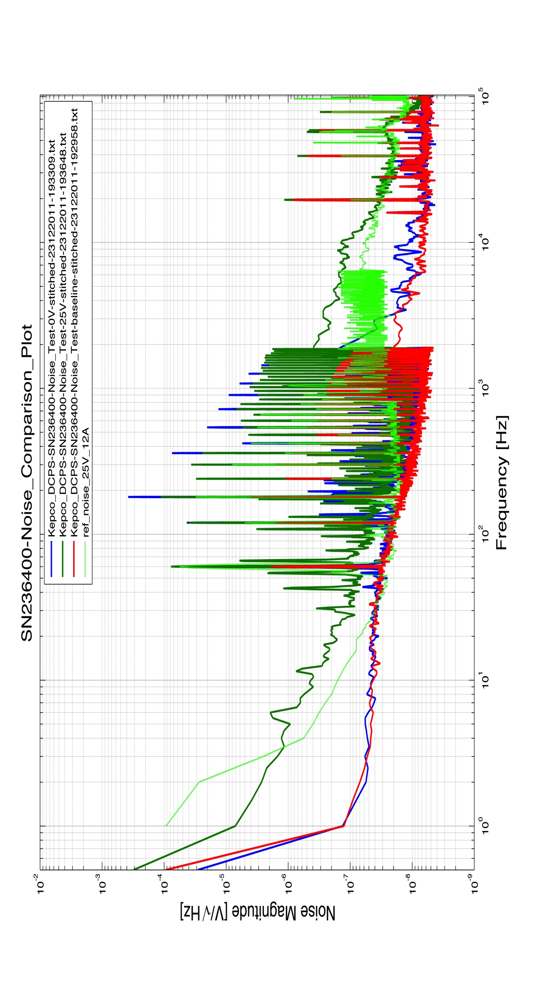 SN236400-Noise_Comparison_Plot
Kepco_DCPS-SN236400-Noise_Test-0V-stitched-23122011-193309.txt
Kepco_DCPS-SN236400-Noise_Test-25V-stitched-23122011-193648.txt
Kepco_DCPS-SN236400-Noise_Test-baseline-stitched-23122011-192958.txt
ref_noise_25V_12A
Noise Magnitude [V/√Hz]
10⁻²
10⁻³
10⁻⁴
10⁻⁵
10⁻⁶
10⁻⁷
10⁻⁸
10⁻⁹
10⁰
10¹
10²
10³
10⁴
10⁵
Frequency [Hz]